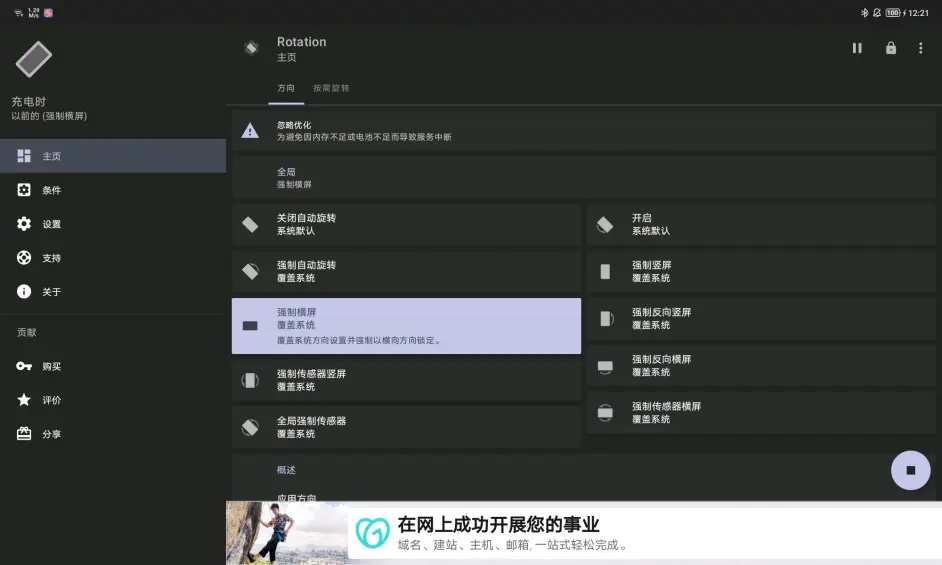 1.29
M/s
100
12:21
充电时
以前的 (强制横屏)
主页
条件
设置
支持
关于
贡献
购买
评价
分享
Rotation
主页
方向
按需旋转
忽略优化
为避免因内存不足或电池不足而导致服务中断
全局
强制横屏
关闭自动旋转
系统默认
开启
系统默认
强制自动旋转
覆盖系统
强制竖屏
覆盖系统
强制横屏
覆盖系统
覆盖系统方向设置并强制以横向方向锁定。
强制反向竖屏
覆盖系统
强制传感器竖屏
覆盖系统
强制反向横屏
覆盖系统
全局强制传感器
覆盖系统
强制传感器横屏
覆盖系统
概述
应用方向
在网上成功开展您的事业
域名、建站、主机、邮箱, 一站式轻松完成。